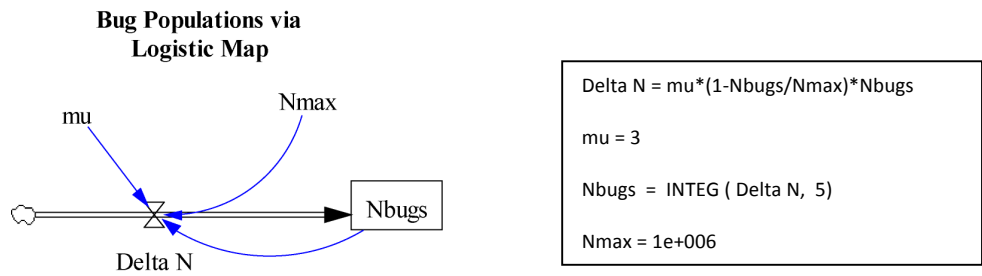 Bug Populations via
Logistic Map
mu
Nmax
Nbugs
Delta N
Delta N = mu*(1-Nbugs/Nmax)*Nbugs
mu = 3
Nbugs  =  INTEG ( Delta N,  5)
Nmax = 1e+006